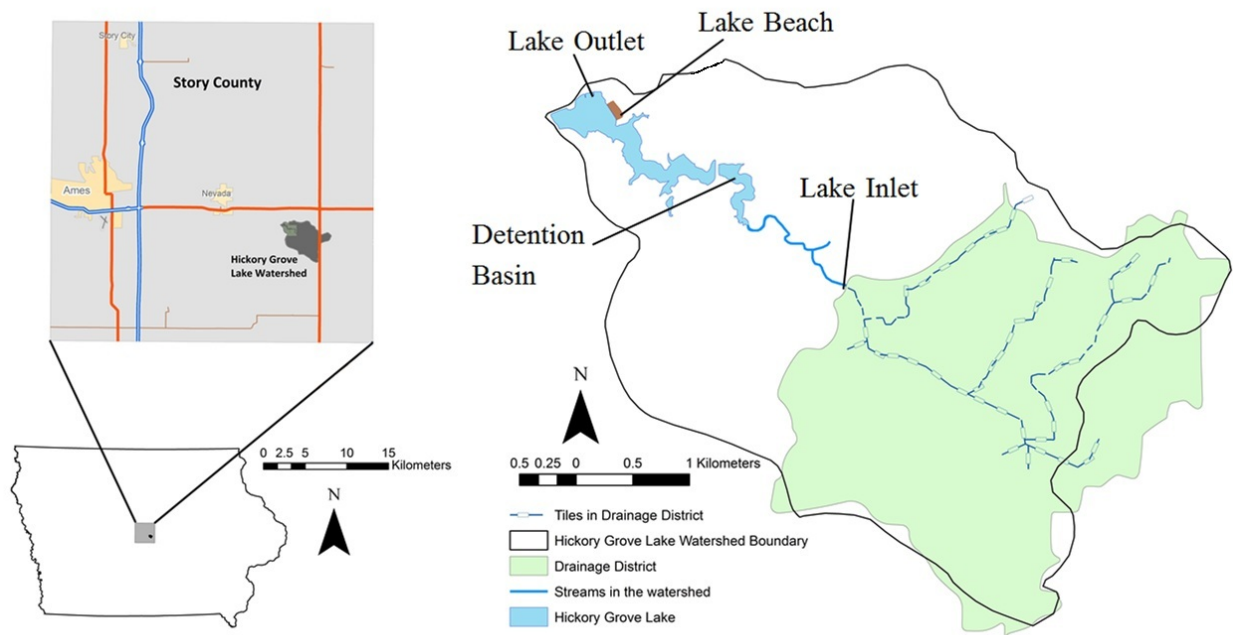 Story City
Story County
Ames
Nevada
Hickory Grove
Lake Watershed
0 2.5 5 10 15
Kilometers
N
Lake Outlet
Lake Beach
Lake Inlet
Detention
Basin
N
0.5 0.25 0 0.5 1 Kilometers
Tiles in Drainage District
Hickory Grove Lake Watershed Boundary
Drainage District
Streams in the watershed
Hickory Grove Lake